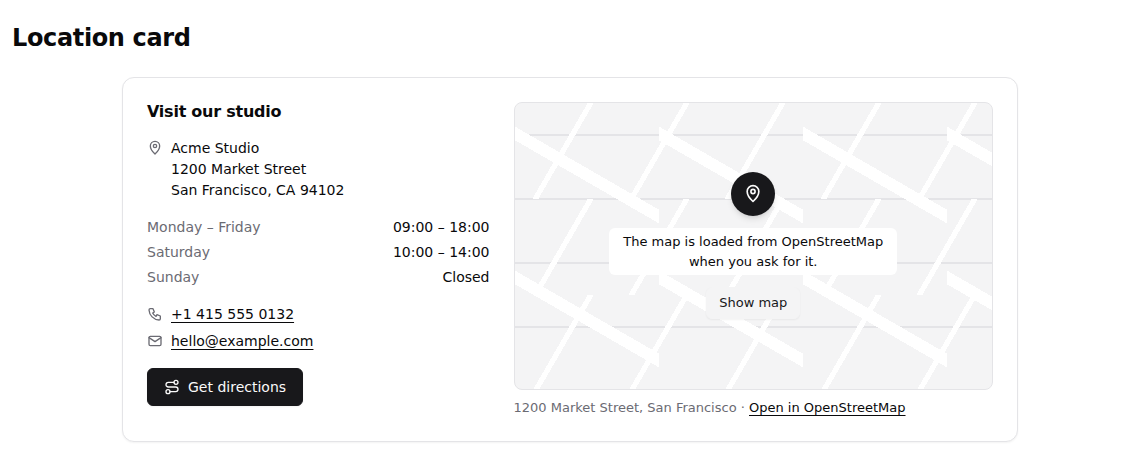 Location card
Visit our studio
Acme Studio
1200 Market Street
San Francisco, CA 94102
Monday – Friday 09:00 – 18:00
Saturday 10:00 – 14:00
Sunday Closed
+1 415 555 0132
hello@example.com
Get directions
The map is loaded from OpenStreetMap
when you ask for it.
Show map
1200 Market Street, San Francisco · Open in OpenStreetMap